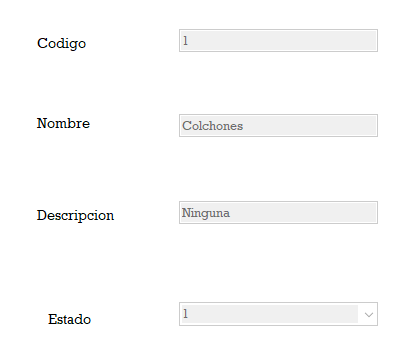 Codigo 1
Nombre Colchones
Descripcion Ninguna
Estado 1